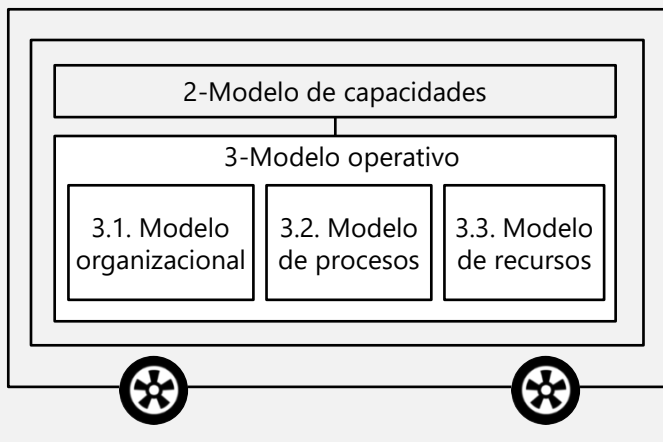 2-Modelo de capacidades
3-Modelo operativo
3.1. Modelo
organizacional
3.2. Modelo
de procesos
3.3. Modelo
de recursos